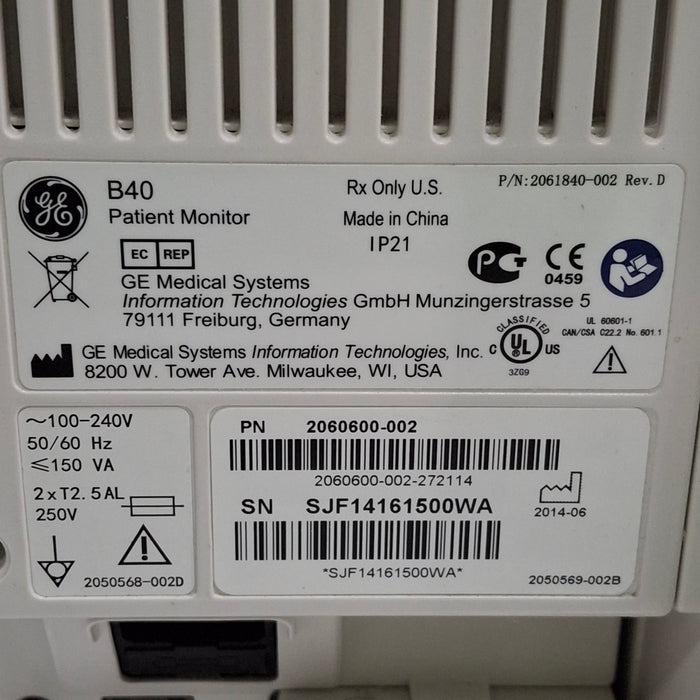 GE
B40
Patient Monitor
Rx Only U.S.
Made in China
IP21
P/N:2061840-002 Rev.D
EC REP
GE Medical Systems
Information Technologies GmbH Munzingerstrasse 5
79111 Freiburg, Germany
PG
CE
0459
GE Medical Systems Information Technologies, Inc.
8200 W. Tower Ave. Milwaukee, WI, USA
CLASSIFIED
C UL US
3ZG9
UL 60601-1
CAN/CSA C22.2 No. 601.1
~100-240V
50/60 Hz
≤150 VA
2xT2.5AL
250V
2050568-002D
PN 2060600-002
2060600-002-272114
SN SJF14161500WA
*SJF14161500WA*
2014-06
2050569-002B